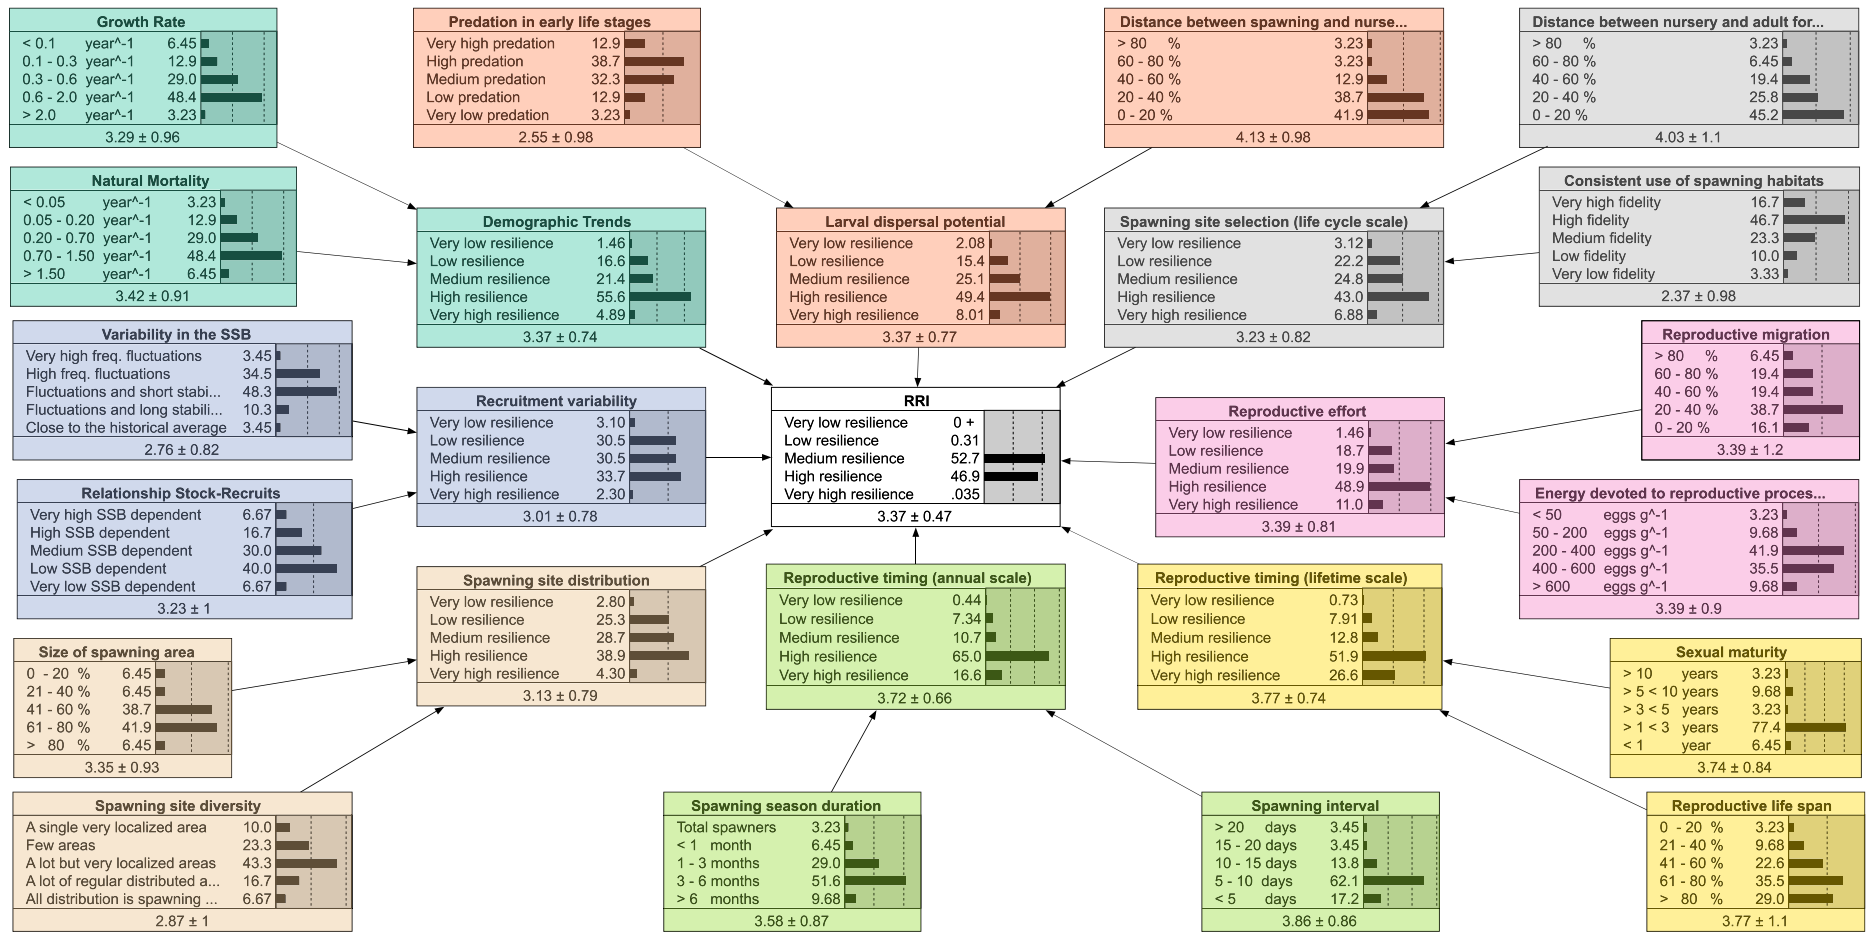 Growth Rate
< 0.1 year^-1 6.45
0.1 - 0.3 year^-1 12.9
0.3 - 0.6 year^-1 29.0
0.6 - 2.0 year^-1 48.4
> 2.0 year^-1 3.23
3.29 ± 0.96
Predation in early life stages
Very high predation 12.9
High predation 38.7
Medium predation 32.3
Low predation 12.9
Very low predation 3.23
2.55 ± 0.98
Distance between spawning and nurse...
> 80 % 3.23
60 - 80 % 3.23
40 - 60 % 12.9
20 - 40 % 38.7
0 - 20 % 41.9
4.13 ± 0.98
Distance between nursery and adult for...
> 80 % 3.23
60 - 80 % 6.45
40 - 60 % 19.4
20 - 40 % 25.8
0 - 20 % 45.2
4.03 ± 1.1
Natural Mortality
< 0.05 year^-1 3.23
0.05 - 0.20 year^-1 12.9
0.20 - 0.70 year^-1 29.0
0.70 - 1.50 year^-1 48.4
> 1.50 year^-1 6.45
3.42 ± 0.91
Demographic Trends
Very low resilience 1.46
Low resilience 16.6
Medium resilience 21.4
High resilience 55.6
Very high resilience 4.89
3.37 ± 0.74
Larval dispersal potential
Very low resilience 2.08
Low resilience 15.4
Medium resilience 25.1
High resilience 49.4
Very high resilience 8.01
3.37 ± 0.77
Spawning site selection (life cycle scale)
Very low resilience 3.12
Low resilience 22.2
Medium resilience 24.8
High resilience 43.0
Very high resilience 6.88
3.23 ± 0.82
Consistent use of spawning habitats
Very high fidelity 16.7
High fidelity 46.7
Medium fidelity 23.3
Low fidelity 10.0
Very low fidelity 3.33
2.37 ± 0.98
Variability in the SSB
Very high freq. fluctuations 3.45
High freq. fluctuations 34.5
Fluctuations and short stabi... 48.3
Fluctuations and long stabili... 10.3
Close to the historical average 3.45
2.76 ± 0.82
Recruitment variability
Very low resilience 3.10
Low resilience 30.5
Medium resilience 30.5
High resilience 33.7
Very high resilience 2.30
3.01 ± 0.78
RRI
Very low resilience 0 +
Low resilience 0.31
Medium resilience 52.7
High resilience 46.9
Very high resilience .035
3.37 ± 0.47
Reproductive effort
Very low resilience 1.46
Low resilience 18.7
Medium resilience 19.9
High resilience 48.9
Very high resilience 11.0
3.39 ± 0.81
Reproductive migration
> 80 % 6.45
60 - 80 % 19.4
40 - 60 % 19.4
20 - 40 % 38.7
0 - 20 % 16.1
3.39 ± 1.2
Relationship Stock-Recruits
Very high SSB dependent 6.67
High SSB dependent 16.7
Medium SSB dependent 30.0
Low SSB dependent 40.0
Very low SSB dependent 6.67
3.23 ± 1
Energy devoted to reproductive proces...
< 50 eggs g^-1 3.23
50 - 200 eggs g^-1 9.68
200 - 400 eggs g^-1 41.9
400 - 600 eggs g^-1 35.5
> 600 eggs g^-1 9.68
3.39 ± 0.9
Spawning site distribution
Very low resilience 2.80
Low resilience 25.3
Medium resilience 28.7
High resilience 38.9
Very high resilience 4.30
3.13 ± 0.79
Reproductive timing (annual scale)
Very low resilience 0.44
Low resilience 7.34
Medium resilience 10.7
High resilience 65.0
Very high resilience 16.6
3.72 ± 0.66
Reproductive timing (lifetime scale)
Very low resilience 0.73
Low resilience 7.91
Medium resilience 12.8
High resilience 51.9
Very high resilience 26.6
3.77 ± 0.74
Size of spawning area
0 - 20 % 6.45
21 - 40 % 6.45
41 - 60 % 38.7
61 - 80 % 41.9
> 80 % 6.45
3.35 ± 0.93
Sexual maturity
> 10 years 3.23
> 5 < 10 years 9.68
> 3 < 5 years 3.23
> 1 < 3 years 77.4
< 1 year 6.45
3.74 ± 0.84
Spawning site diversity
A single very localized area 10.0
Few areas 23.3
A lot but very localized areas 43.3
A lot of regular distributed a... 16.7
All distribution is spawning ... 6.67
2.87 ± 1
Spawning season duration
Total spawners 3.23
< 1 month 6.45
1 - 3 months 29.0
3 - 6 months 51.6
> 6 months 9.68
3.58 ± 0.87
Spawning interval
> 20 days 3.45
15 - 20 days 3.45
10 - 15 days 13.8
5 - 10 days 62.1
< 5 days 17.2
3.86 ± 0.86
Reproductive life span
0 - 20 % 3.23
21 - 40 % 9.68
41 - 60 % 22.6
61 - 80 % 35.5
> 80 % 29.0
3.77 ± 1.1